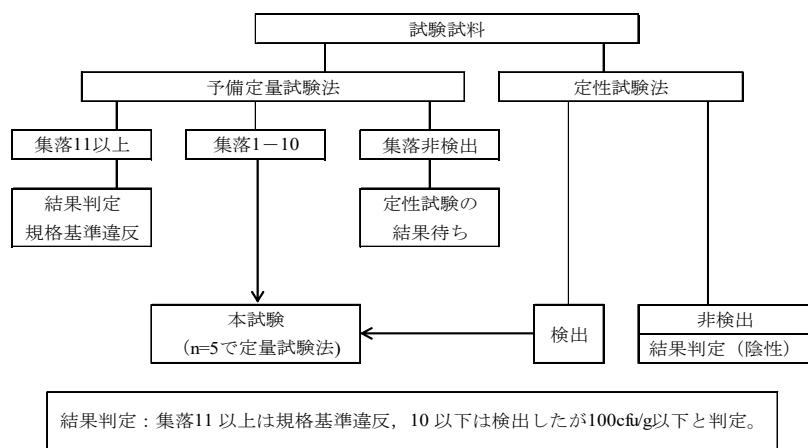 試験試料
予備定量試験法
定性試験法
集落11以上
集落1－10
集落非検出
結果判定
規格基準違反
定性試験の
結果待ち
本試験
(n=5で定量試験法)
検出
非検出
結果判定（陰性）
結果判定：集落11 以上は規格基準違反，10 以下は検出したが100cfu/g以下と判定。